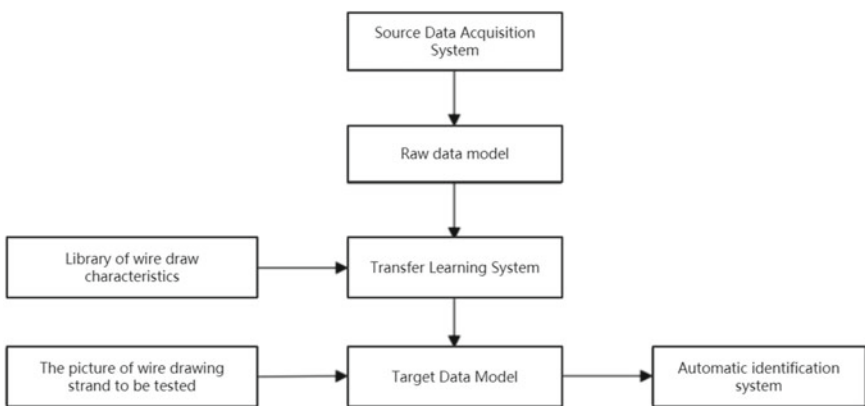 Source Data Acquisition
System
Raw data model
Library of wire draw
characteristics
Transfer Learning System
The picture of wire drawing
strand to be tested
Target Data Model
Automatic identification
system